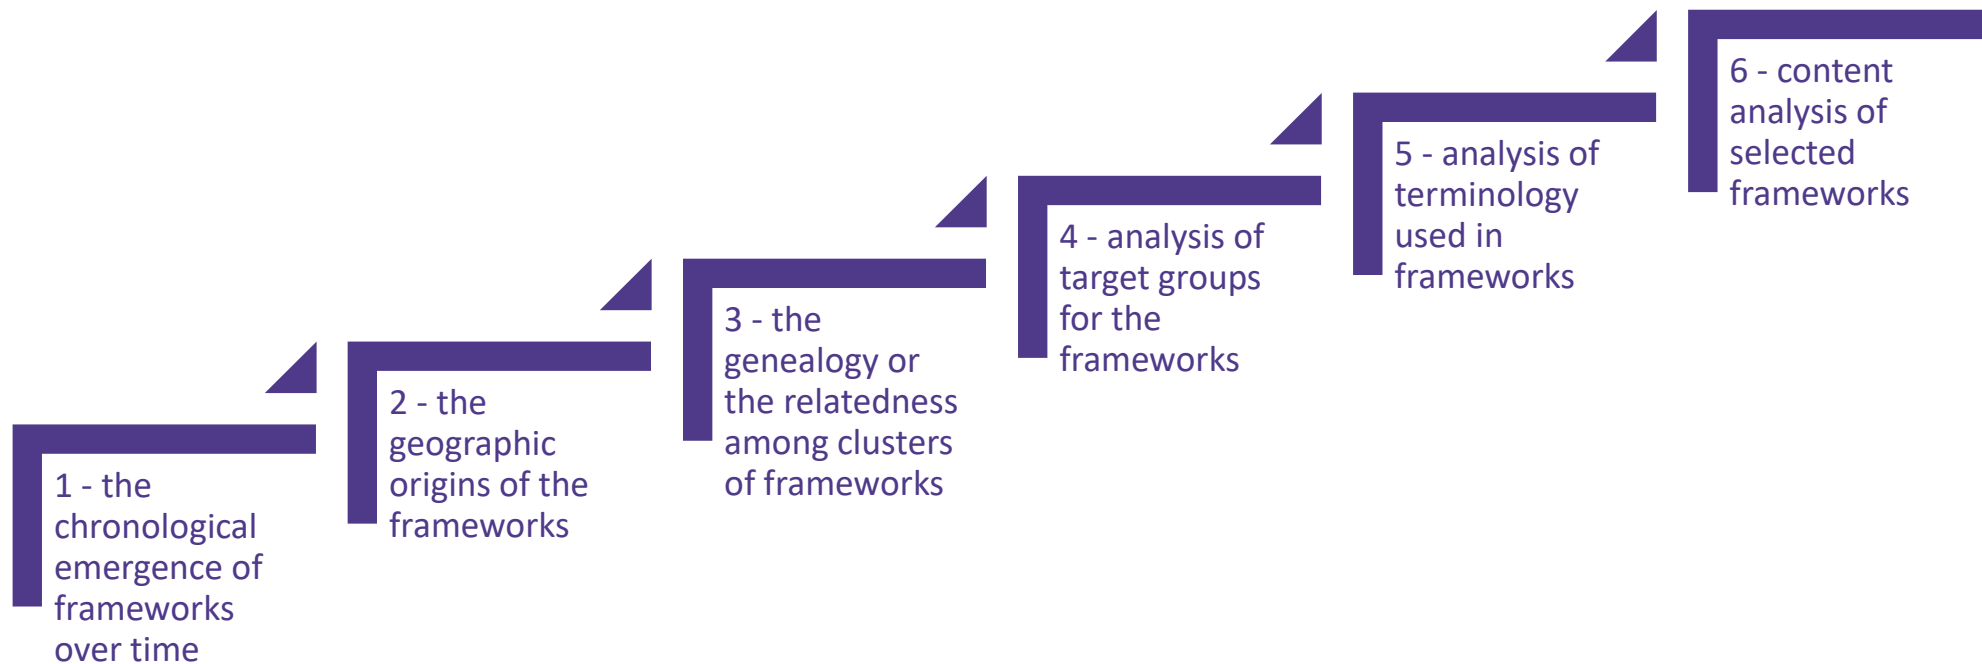 1 - the
chronological
emergence of
frameworks
over time
2 - the
geographic
origins of the
frameworks
3 - the
genealogy or
the relatedness
among clusters
of frameworks
4 - analysis of
target groups
for the
frameworks
5 - analysis of
terminology
used in
frameworks
6 - content
analysis of
selected
frameworks